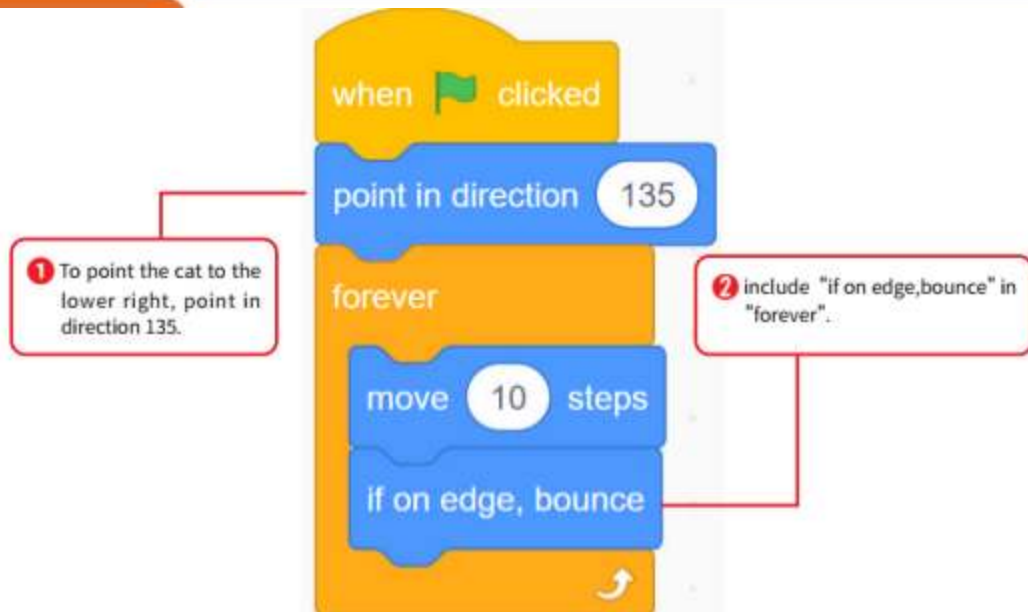 when clicked
point in direction 135
1 To point the cat to the
lower right, point in
direction 135.
forever
2 include “if on edge,bounce” in
“forever”.
move 10 steps
if on edge, bounce